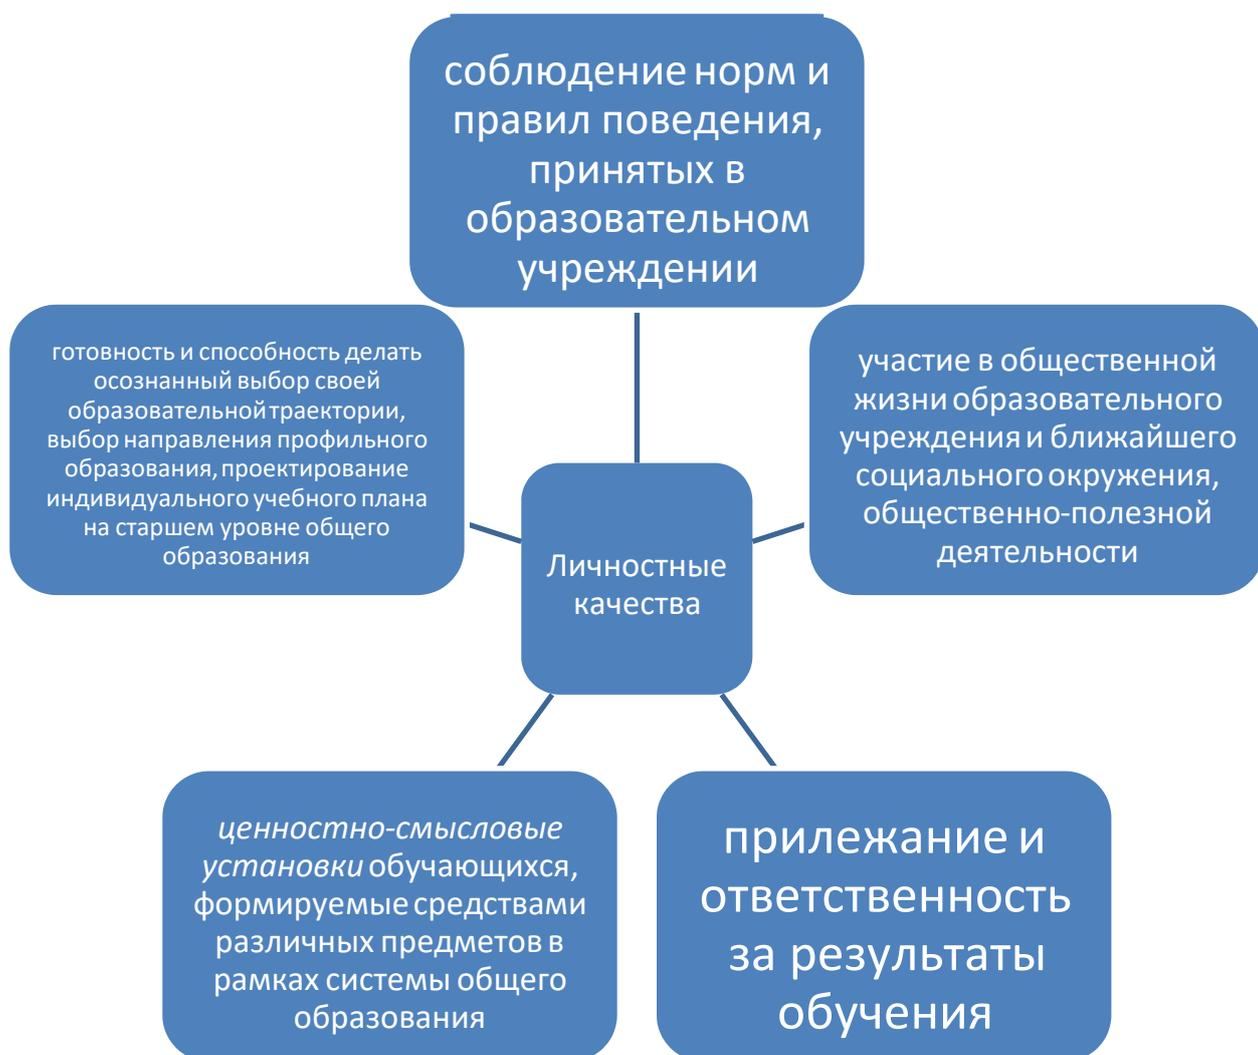 соблюдение норм и
правил поведения,
принятых в
образовательном
учреждении
готовность и способность делать
осознанный выбор своей
образовательной траектории,
выбор направления профильного
образования, проектирование
индивидуального учебного плана
на старшем уровне общего
образования
участие в общественной
жизни образовательного
учреждения и ближайшего
социального окружения,
общественно-полезной
деятельности
Личностные
качества
ценностно-смысловые
установки обучающихся,
формируемые средствами
различных предметов в
рамках системы общего
образования
прилежание и
ответственность
за результаты
обучения